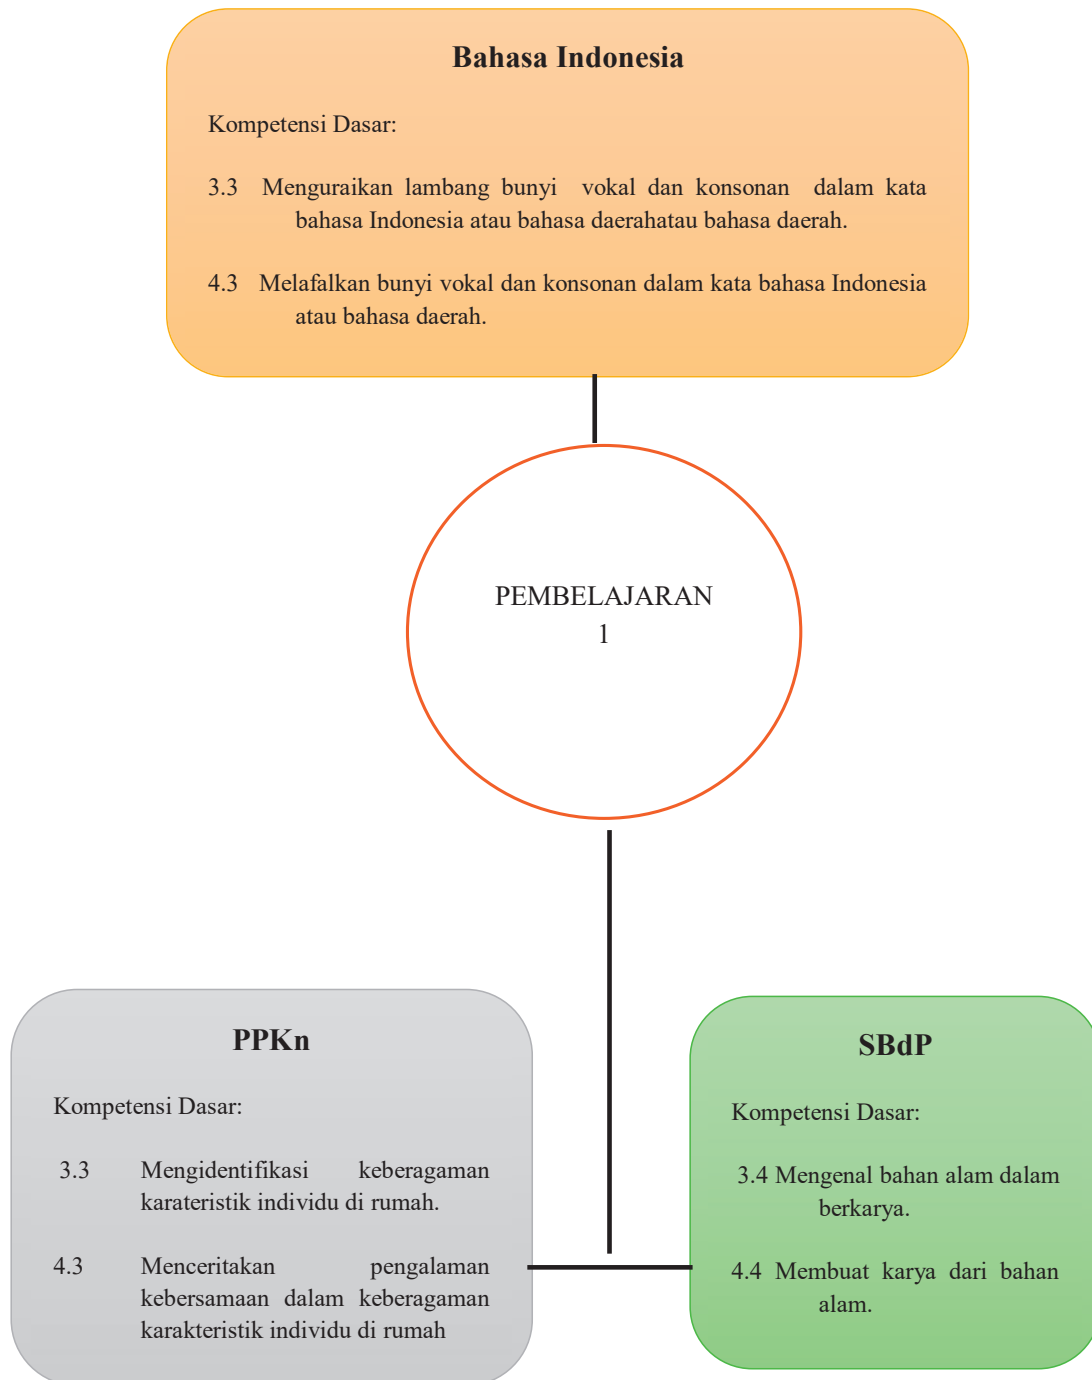 Bahasa Indonesia
Kompetensi Dasar:
3.3 Menguraikan lambang bunyi vokal dan konsonan dalam kata
bahasa Indonesia atau bahasa daerahatau bahasa daerah.
4.3 Melafalkan bunyi vokal dan konsonan dalam kata bahasa Indonesia
atau bahasa daerah.
PEMBELAJARAN
1
PPKn
Kompetensi Dasar:
3.3 Mengidentifikasi keberagaman
karateristik individu di rumah.
4.3 Menceritakan pengalaman
kebersamaan dalam keberagaman
karakteristik individu di rumah
SBdP
Kompetensi Dasar:
3.4 Mengenal bahan alam dalam
berkarya.
4.4 Membuat karya dari bahan
alam.